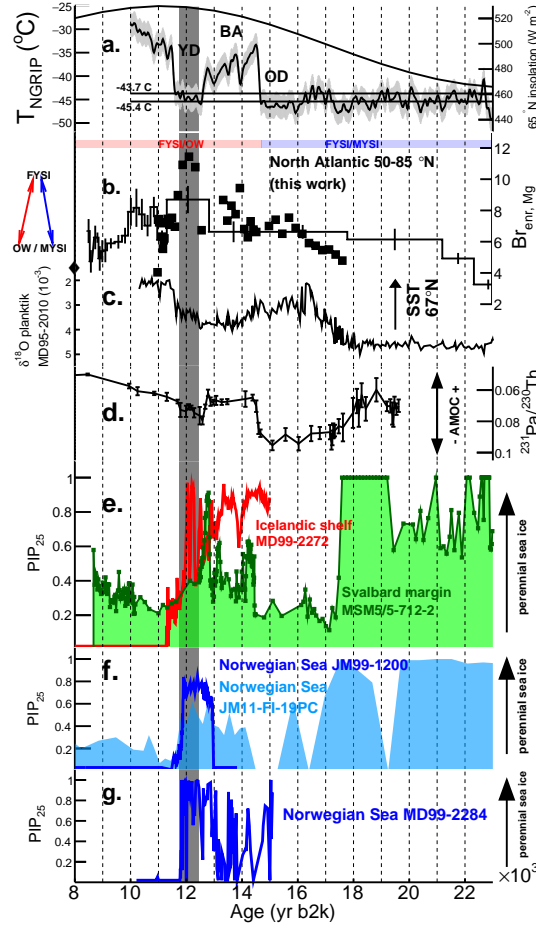 T_NGRIP (°C)
−25
−30
−35
−40
−45
−50
a.
YD
BA
OD
-43.7 C
-45.4 C
520
500
480
460
440
65 °N insolation (W m⁻²)
FYSI/OW
FYSI/MYSI
North Atlantic 50-85 °N
(this work)
b.
FYSI
OW / MYSI
12
10
8
6
4
2
Br_enr, Mg
c.
δ¹⁸O planktik
MD95-2010 (10⁻³)
2
3
4
5
SST
67°N
d.
- AMOC +
0.06
0.08
0.1
²³¹Pa/²³⁰Th
e.
PIP₂₅
1
0.8
0.6
0.4
0.2
Icelandic shelf
MD99-2272
Svalbard margin
MSM5/5-712-2
perennial sea ice
f.
PIP₂₅
1
0.8
0.6
0.4
0.2
Norwegian Sea JM99-1200
Norwegian Sea
JM11-FI-19PC
perennial sea ice
g.
PIP₂₅
1
0.8
0.6
0.4
0.2
Norwegian Sea MD99-2284
perennial sea ice
8 10 12 14 16 18 20 22
×10³
Age (yr b2k)